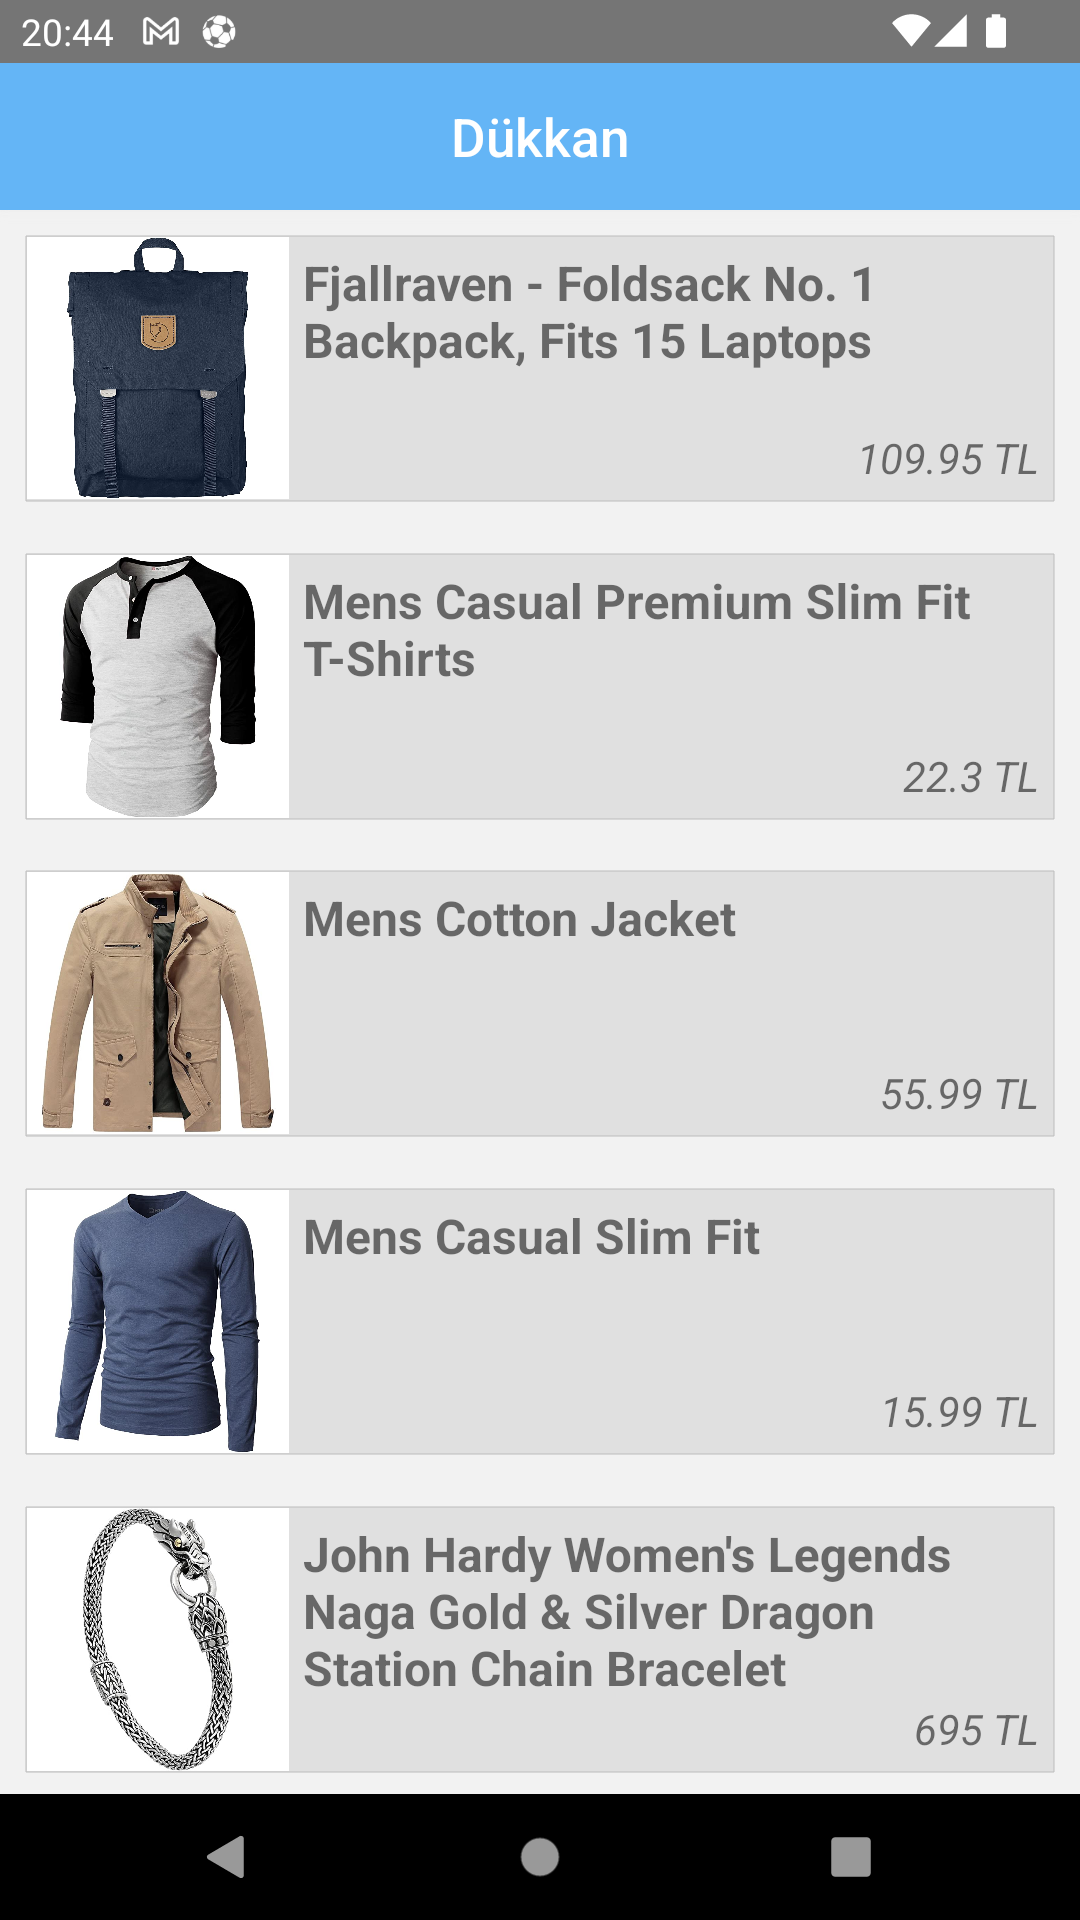 20:44
Dükkan
Fjallraven - Foldsack No. 1
Backpack, Fits 15 Laptops
109.95 TL
Mens Casual Premium Slim Fit
T-Shirts
22.3 TL
Mens Cotton Jacket
55.99 TL
Mens Casual Slim Fit
15.99 TL
John Hardy Women's Legends
Naga Gold & Silver Dragon
Station Chain Bracelet
695 TL